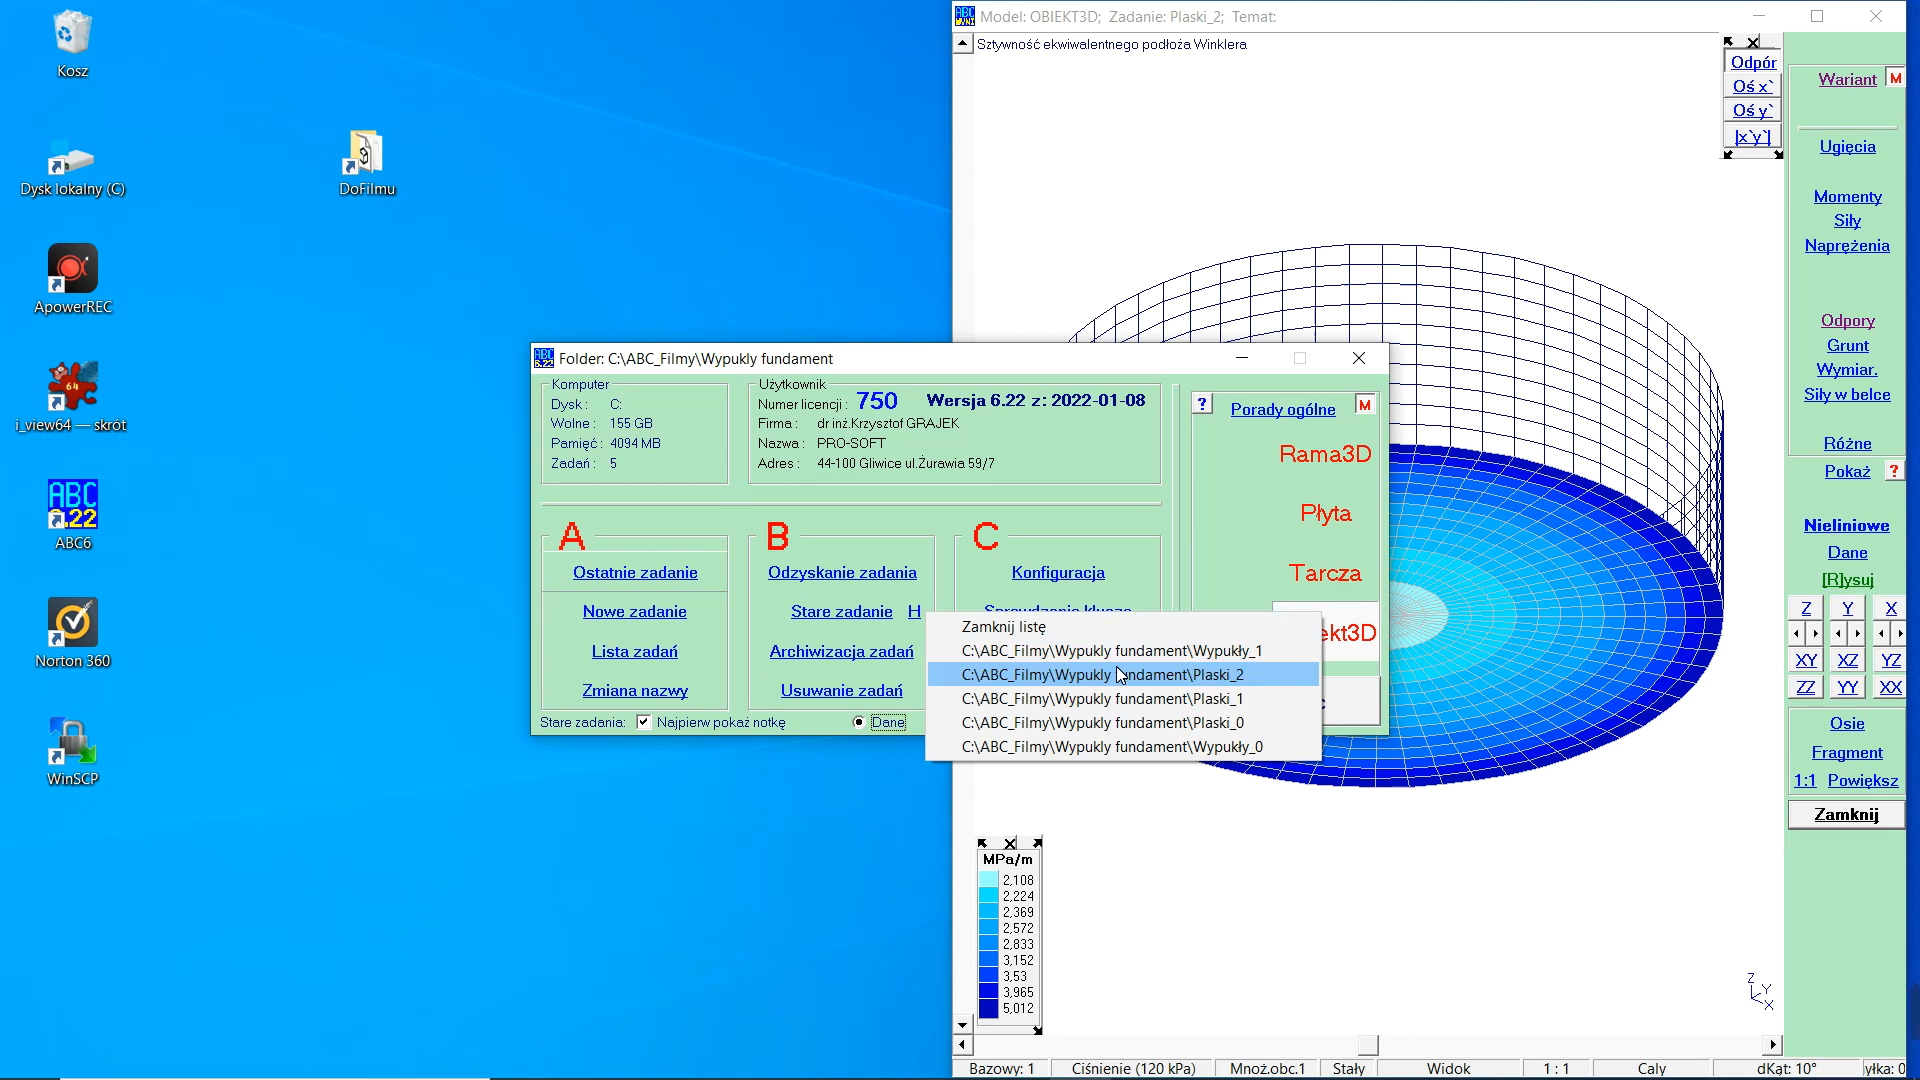 Kosz
Dysk lokalny (C)
ApowerREC
64
i_view64 — skrót
ABC
6.22
ABC6
Norton 360
WinSCP
DoFilmu
Model: OBIEKT3D; Zadanie: Plaski_2; Temat:
Sztywność ekwiwalentnego podłoża Winklera
Odpór
Oś x`
Oś y`
|x`y`|
Wariant M
Ugięcia
Momenty
Siły
Naprężenia
Odpory
Grunt
Wymiar.
Siły w belce
Różne
Pokaż ?
Nieliniowe
Dane
[R]ysuj
Z Y X
XY XZ YZ
ZZ YY XX
Osie
Fragment
1:1 Powiększ
Zamknij
Folder: C:\ABC_Filmy\Wypukly fundament
Komputer
Dysk : C:
Wolne : 155 GB
Pamięć : 4094 MB
Zadań : 5
Użytkownik
Numer licencji : 750 Wersja 6.22 z: 2022-01-08
Firma : dr inż.Krzysztof GRAJEK
Nazwa : PRO-SOFT
Adres : 44-100 Gliwice ul.Żurawia 59/7
? Porady ogólne M
Rama3D
Płyta
Tarcza
ekt3D
A
Ostatnie zadanie
Nowe zadanie
Lista zadań
Zmiana nazwy
B
Odzyskanie zadania
Stare zadanie H
Archiwizacja zadań
Usuwanie zadań
C
Konfiguracja
Sprawdzenie klucza
Stare zadania: Najpierw pokaż notkę Dane
Zamknij listę
C:\ABC_Filmy\Wypukly fundament\Wypukły_1
C:\ABC_Filmy\Wypukly fundament\Plaski_2
C:\ABC_Filmy\Wypukly fundament\Plaski_1
C:\ABC_Filmy\Wypukly fundament\Plaski_0
C:\ABC_Filmy\Wypukly fundament\Wypukły_0
MPa/m
2,108
2,224
2,369
2,572
2,833
3,152
3,53
3,965
5,012
Z
Y
X
Bazowy: 1 Ciśnienie (120 kPa) Mnoż.obc.1 Stały Widok 1 : 1 Caly dKąt: 10° yłka: 0